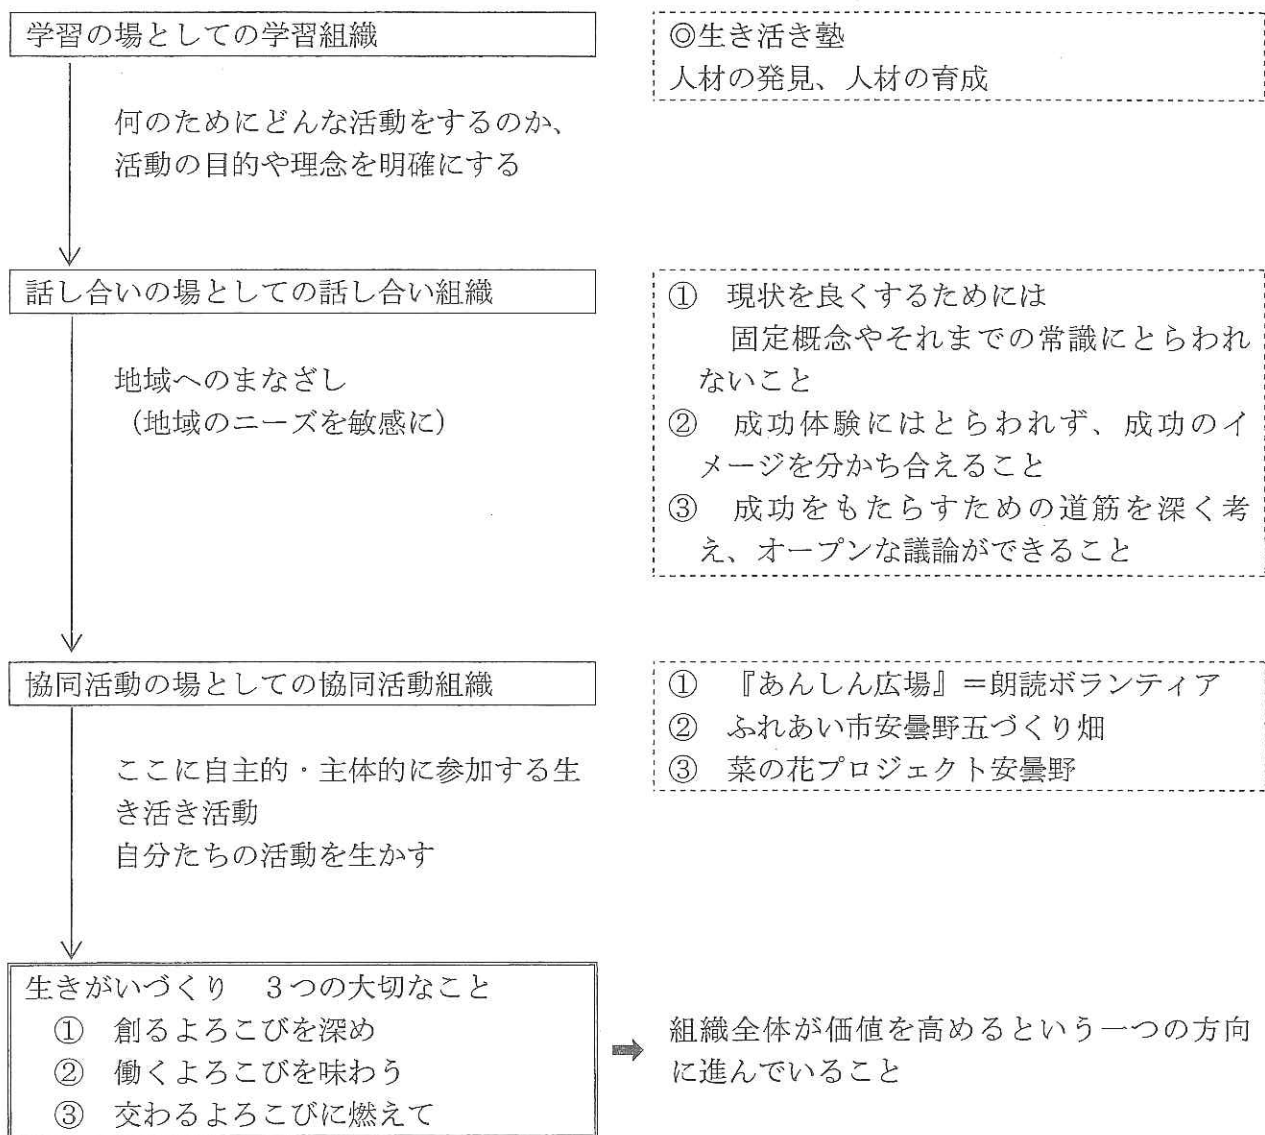 学習の場としての学習組織
◎生き活き塾
人材の発見、人材の育成
何のためにどんな活動をするのか、
活動の目的や理念を明確にする
話し合いの場としての話し合い組織
① 現状を良くするためには
固定概念やそれまでの常識にとらわれ
ないこと
② 成功体験にはとらわれず、成功のイ
メージを分かち合えること
③ 成功をもたらすための道筋を深く考
え、オープンな議論ができること
地域へのまなざし
（地域のニーズを敏感に）
協同活動の場としての協同活動組織
① 『あんしん広場』＝朗読ボランティア
② ふれあい市安曇野五づくり畑
③ 菜の花プロジェクト安曇野
ここに自主的・主体的に参加する生
き活き活動
自分たちの活動を生かす
生きがいづくり　３つの大切なこと
① 創るよろこびを深め
② 働くよろこびを味わう
③ 交わるよろこびに燃えて
組織全体が価値を高めるという一つの方向
に進んでいること